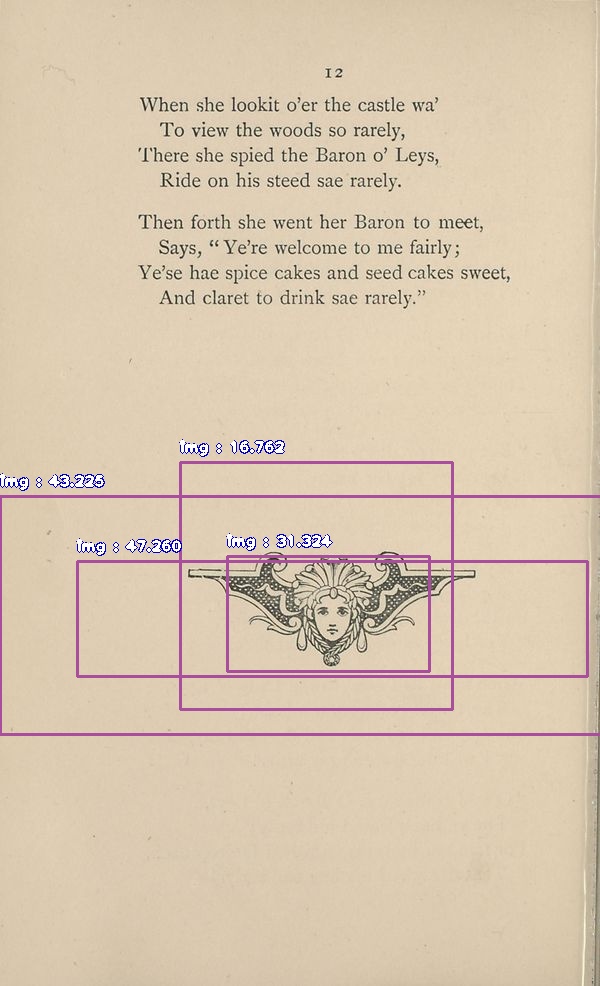 12
When she lookit o'er the castle wa'
To view the woods so rarely,
There she spied the Baron o' Leys,
Ride on his steed sae rarely.
Then forth she went her Baron to meet,
Says, “Ye're welcome to me fairly;
Ye'se hae spice cakes and seed cakes sweet,
And claret to drink sae rarely.”
img : 16.762
img : 43.225
img : 31.324
img : 47.260